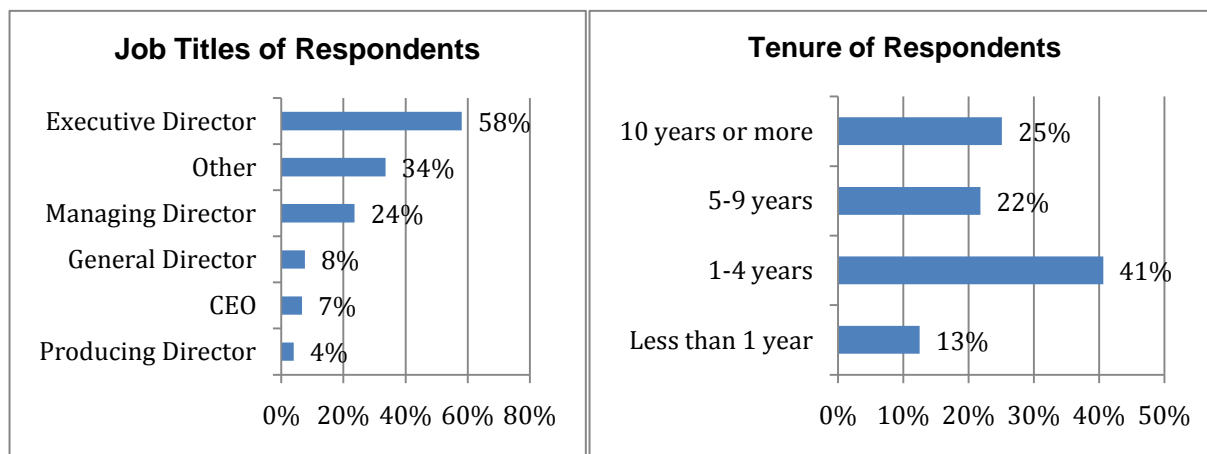 Job Titles of Respondents
Executive Director 58%
Other 34%
Managing Director 24%
General Director 8%
CEO 7%
Producing Director 4%
0% 20% 40% 60% 80%
Tenure of Respondents
10 years or more 25%
5-9 years 22%
1-4 years 41%
Less than 1 year 13%
0% 10% 20% 30% 40% 50%